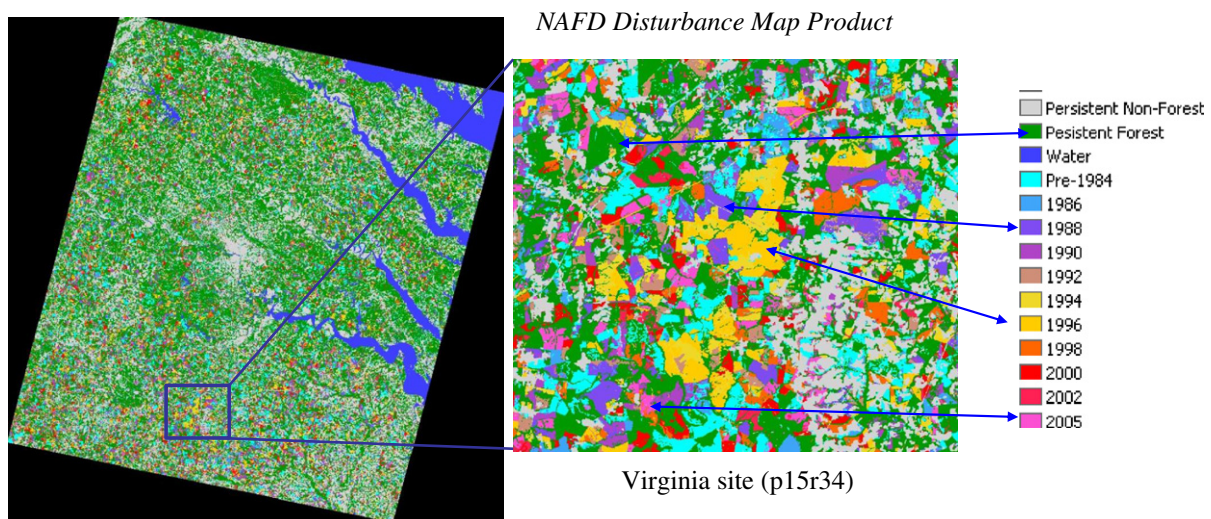 NAFD Disturbance Map Product
Persistent Non-Forest
Pesistent Forest
Water
Pre-1984
1986
1988
1990
1992
1994
1996
1998
2000
2002
2005
Virginia site (p15r34)